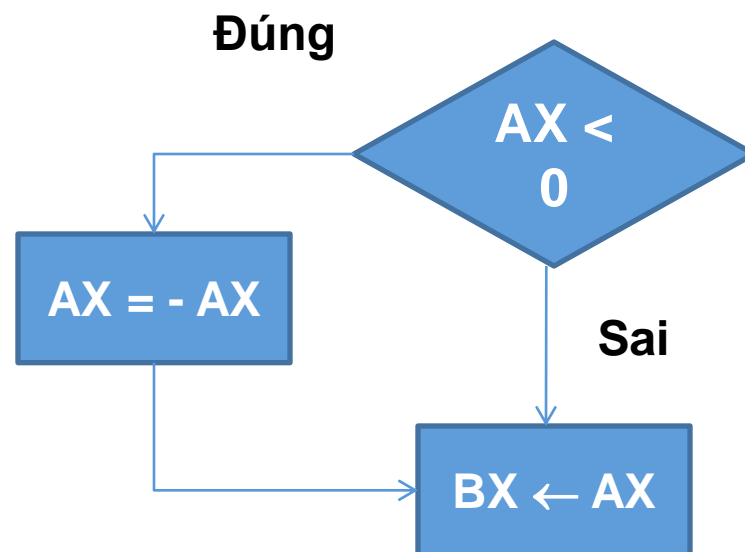 Đúng
AX <
0
AX = - AX
Sai
BX ← AX